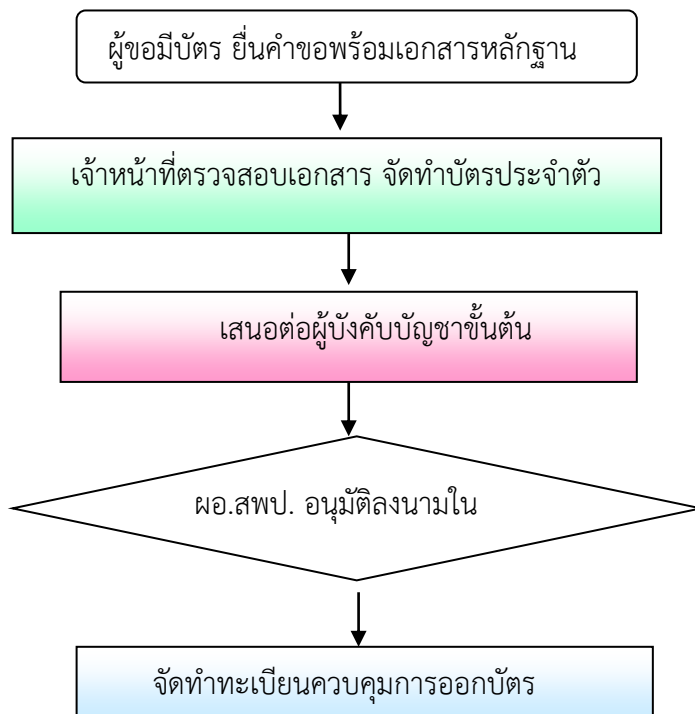 ผู้ขอมีบัตร ยื่นคำขอพร้อมเอกสารหลักฐาน
เจ้าหน้าที่ตรวจสอบเอกสาร จัดทำบัตรประจำตัว
เสนอต่อผู้บังคับบัญชาขั้นต้น
ผอ.สพป. อนุมัติลงนามใน
จัดทำทะเบียนควบคุมการออกบัตร